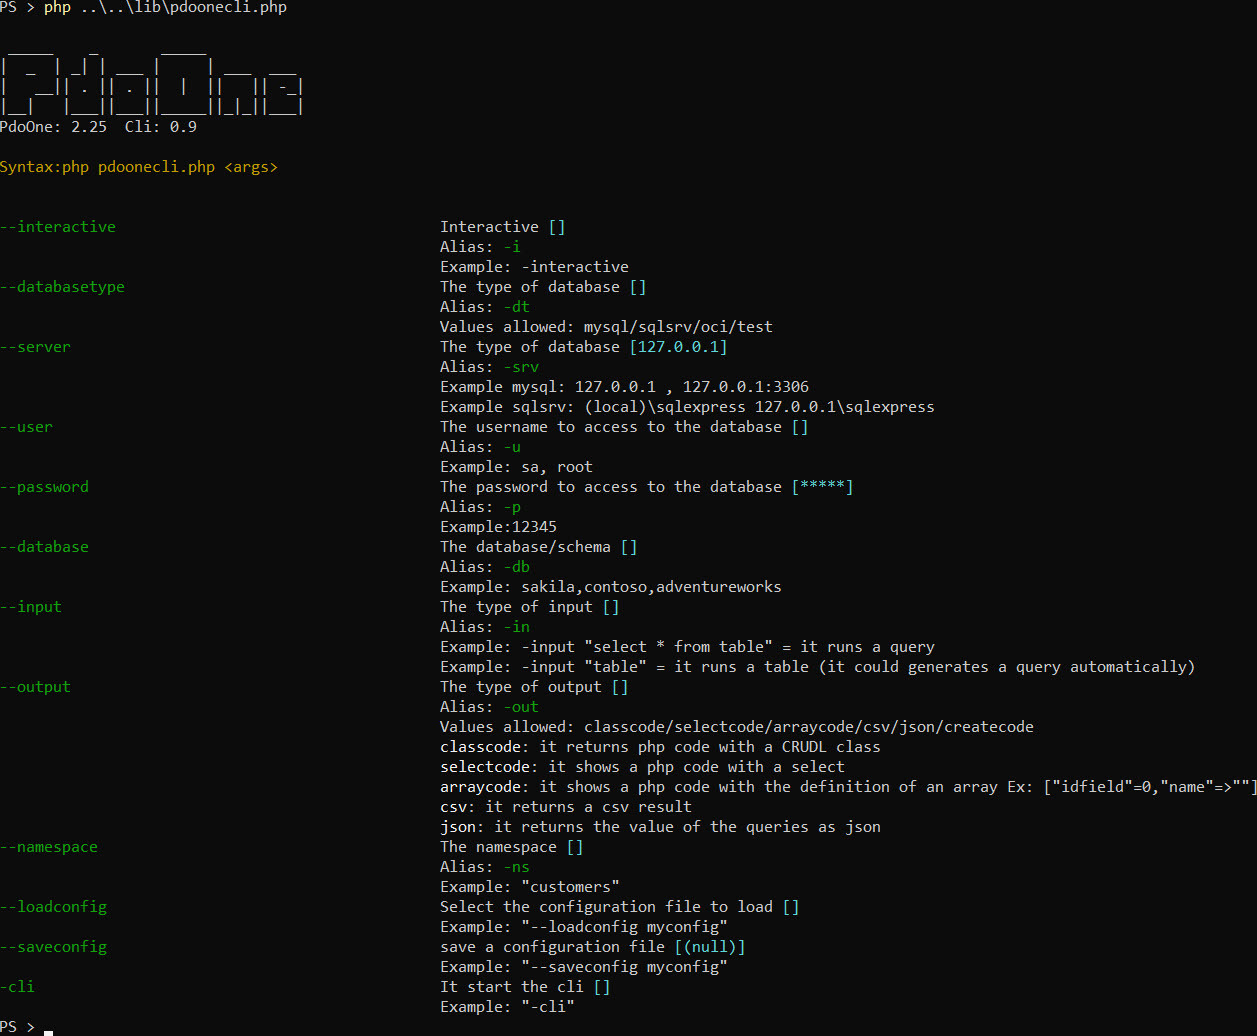 PS > php ..\..\lib\pdoonecli.php
PdoOne
PdoOne: 2.25  Cli: 0.9
Syntax:php pdoonecli.php <args>
--interactive Interactive []
Alias: -i
Example: -interactive
--databasetype The type of database []
Alias: -dt
Values allowed: mysql/sqlsrv/oci/test
--server The type of database [127.0.0.1]
Alias: -srv
Example mysql: 127.0.0.1 , 127.0.0.1:3306
Example sqlsrv: (local)\sqlexpress 127.0.0.1\sqlexpress
--user The username to access to the database []
Alias: -u
Example: sa, root
--password The password to access to the database [*****]
Alias: -p
Example:12345
--database The database/schema []
Alias: -db
Example: sakila,contoso,adventureworks
--input The type of input []
Alias: -in
Example: -input "select * from table" = it runs a query
Example: -input "table" = it runs a table (it could generates a query automatically)
--output The type of output []
Alias: -out
Values allowed: classcode/selectcode/arraycode/csv/json/createcode
classcode: it returns php code with a CRUDL class
selectcode: it shows a php code with a select
arraycode: it shows a php code with the definition of an array Ex: ["idfield"=0,"name"=>""]
csv: it returns a csv result
json: it returns the value of the queries as json
--namespace The namespace []
Alias: -ns
Example: "customers"
--loadconfig Select the configuration file to load []
Example: "--loadconfig myconfig"
--saveconfig save a configuration file [(null)]
Example: "--saveconfig myconfig"
-cli It start the cli []
Example: "-cli"
PS >